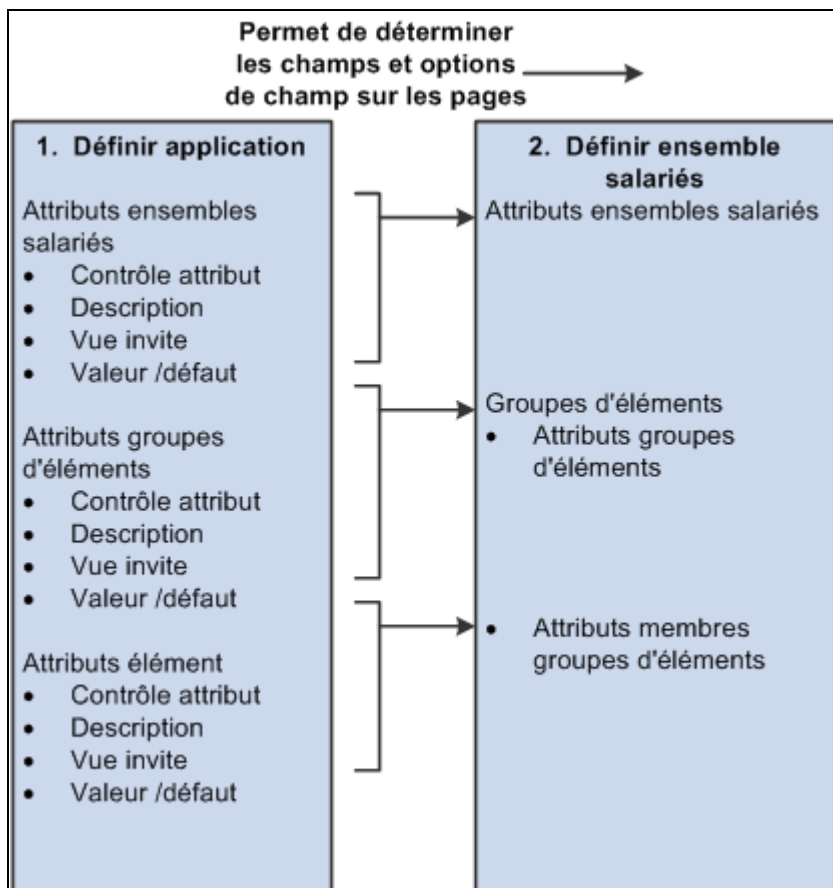 Permet de déterminer
les champs et options
de champ sur les pages
1. Définir application
Attributs ensembles
salariés
• Contrôle attribut
• Description
• Vue invite
• Valeur /défaut
Attributs groupes
d'éléments
• Contrôle attribut
• Description
• Vue invite
• Valeur /défaut
Attributs élément
• Contrôle attribut
• Description
• Vue invite
• Valeur /défaut
2. Définir ensemble
salariés
Attributs ensembles salariés
Groupes d'éléments
• Attributs groupes
d'éléments
• Attributs membres
groupes d'éléments